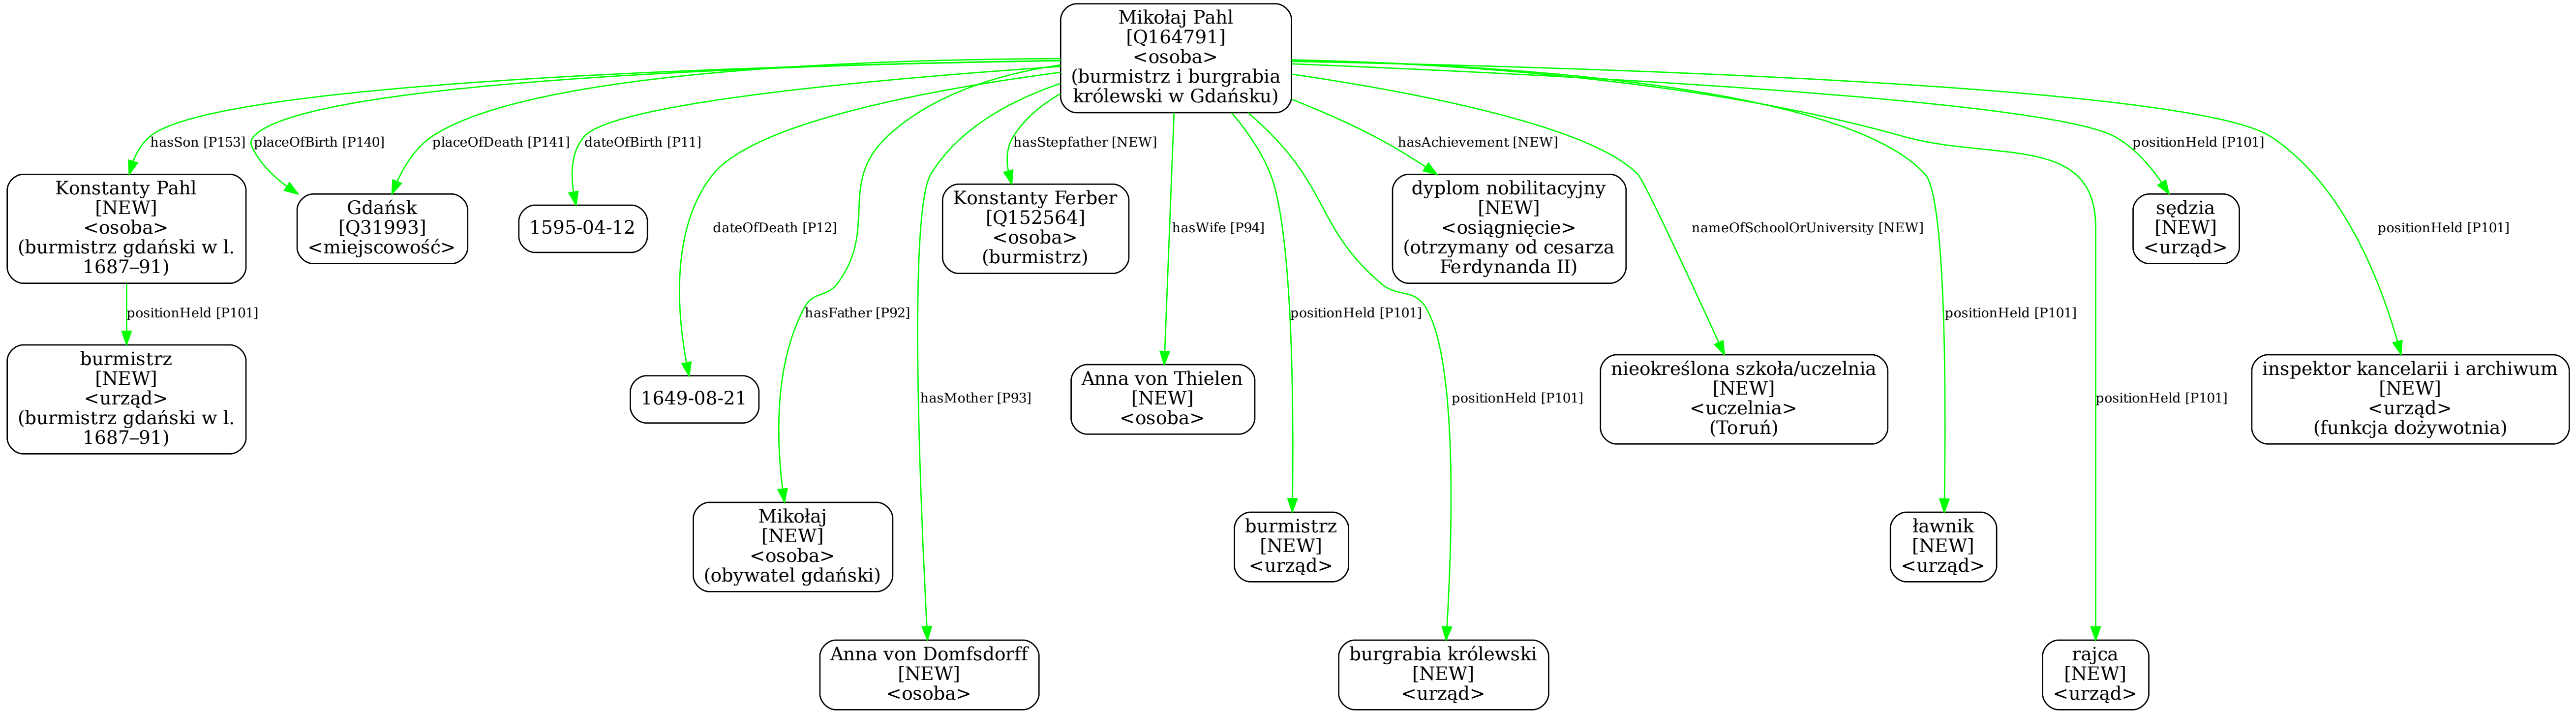 Mikołaj Pahl
[Q164791]
<osoba>
(burmistrz i burgrabia
królewski w Gdańsku)
hasSon [P153]
placeOfBirth [P140]
placeOfDeath [P141]
dateOfBirth [P11]
hasStepfather [NEW]
hasAchievement [NEW]
positionHeld [P101]
Konstanty Pahl
[NEW]
<osoba>
(burmistrz gdański w l.
1687–91)
Gdańsk
[Q31993]
<miejscowość>
1595-04-12
dateOfDeath [P12]
Konstanty Ferber
[Q152564]
<osoba>
(burmistrz)
hasWife [P94]
dyplom nobilitacyjny
[NEW]
<osiągnięcie>
(otrzymany od cesarza
Ferdynanda II)
nameOfSchoolOrUniversity [NEW]
sędzia
[NEW]
<urząd>
positionHeld [P101]
positionHeld [P101]
hasFather [P92]
positionHeld [P101]
positionHeld [P101]
burmistrz
[NEW]
<urząd>
(burmistrz gdański w l.
1687–91)
1649-08-21
hasMother [P93]
Anna von Thielen
[NEW]
<osoba>
positionHeld [P101]
nieokreślona szkoła/uczelnia
[NEW]
<uczelnia>
(Toruń)
positionHeld [P101]
inspektor kancelarii i archiwum
[NEW]
<urząd>
(funkcja dożywotnia)
Mikołaj
[NEW]
<osoba>
(obywatel gdański)
burmistrz
[NEW]
<urząd>
ławnik
[NEW]
<urząd>
Anna von Domfsdorff
[NEW]
<osoba>
burgrabia królewski
[NEW]
<urząd>
rajca
[NEW]
<urząd>